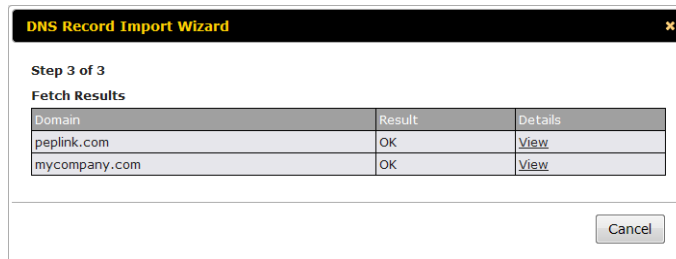 DNS Record Import Wizard
Step 3 of 3
Fetch Results
Domain Result Details
peplink.com OK View
mycompany.com OK View
Cancel